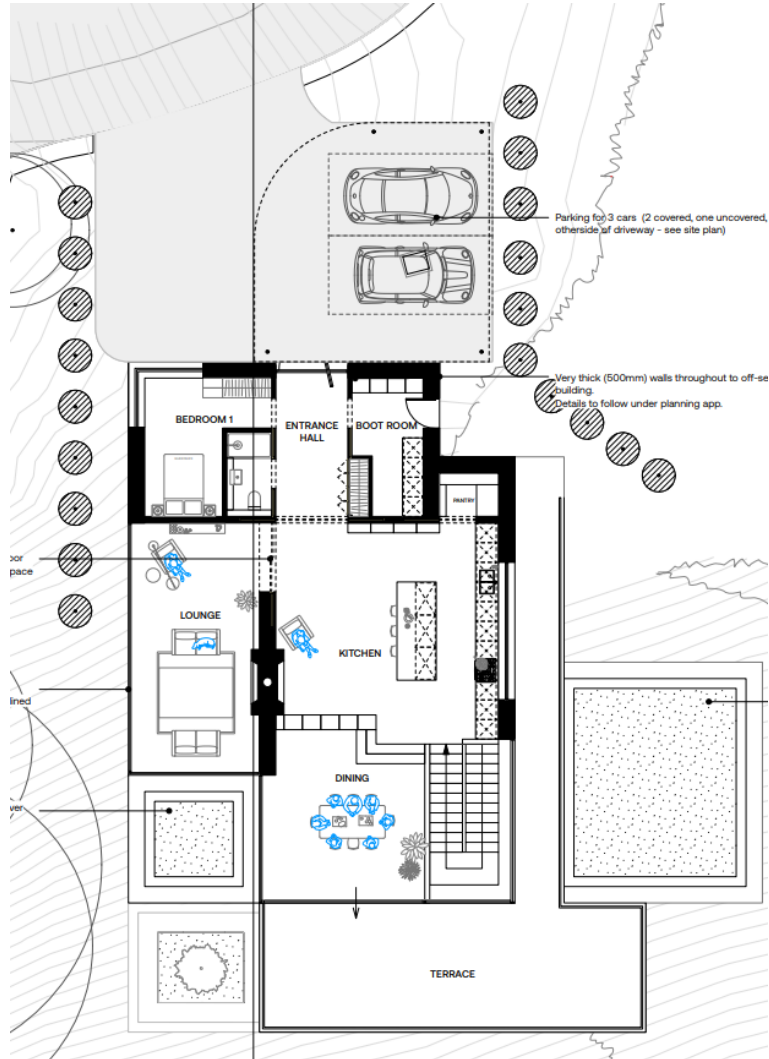 Parking for 3 cars (2 covered, one uncovered,
otherside of driveway - see site plan)
Very thick (500mm) walls throughout to off-se
building.
Details to follow under planning app.
BEDROOM 1
ENTRANCE
HALL
BOOT ROOM
PANTRY
oor
pace
LOUNGE
KITCHEN
lined
DINING
ver
TERRACE